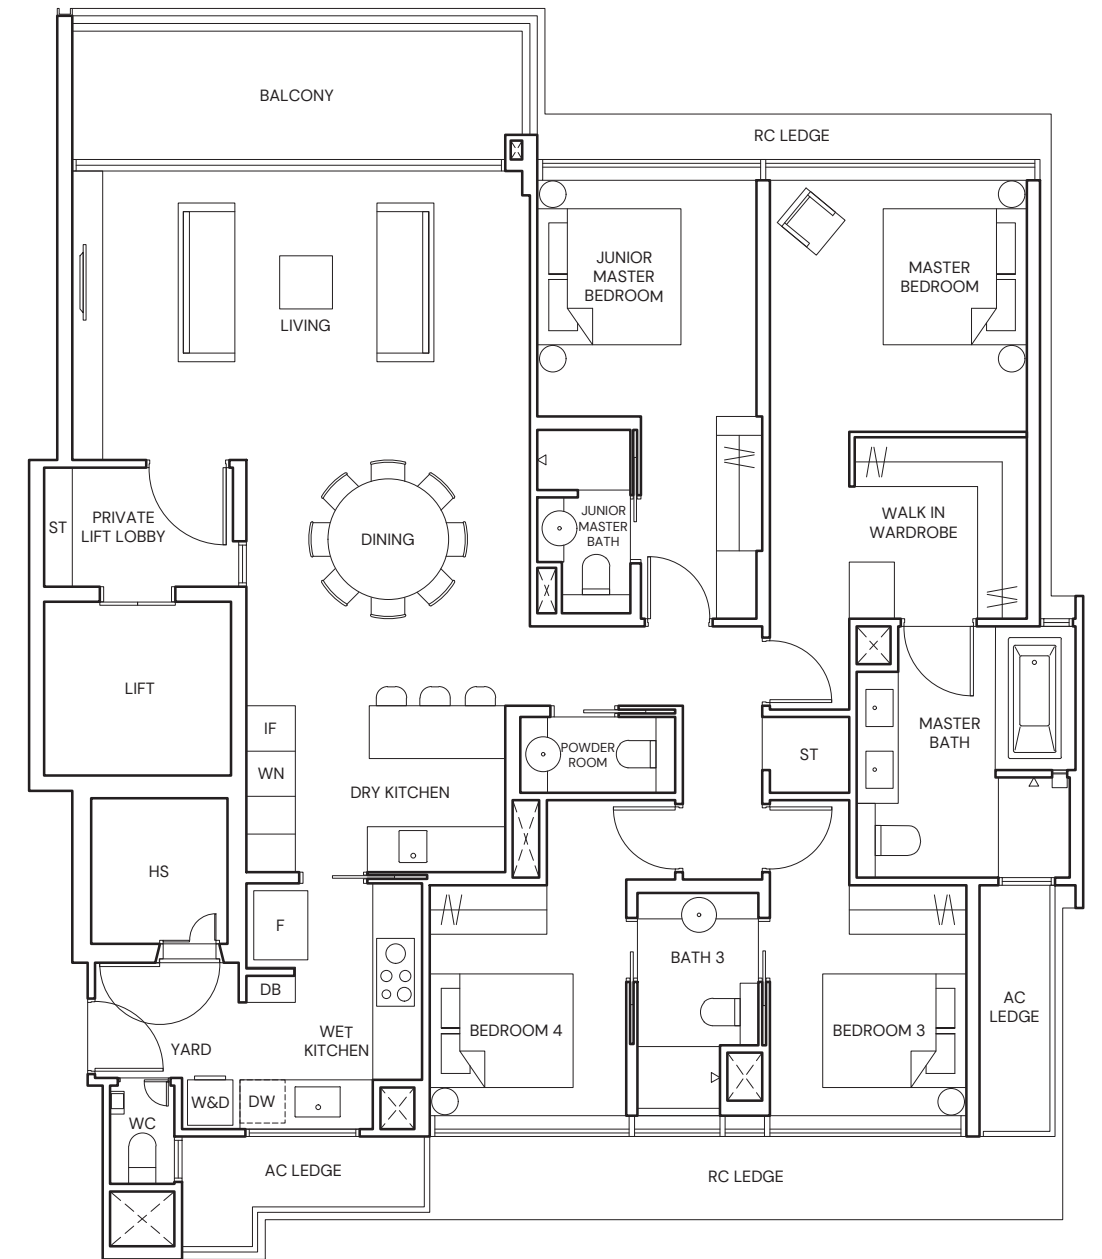 BALCONY
RC LEDGE
JUNIOR
MASTER
BEDROOM
MASTER
BEDROOM
LIVING
ST
PRIVATE
LIFT LOBBY
DINING
JUNIOR
MASTER
BATH
WALK IN
WARDROBE
LIFT
IF
WN
DRY KITCHEN
POWDER
ROOM
ST
MASTER
BATH
HS
F
DB
BATH 3
YARD
WET
KITCHEN
BEDROOM 4
BEDROOM 3
AC
LEDGE
W&D
DW
WC
AC LEDGE
RC LEDGE